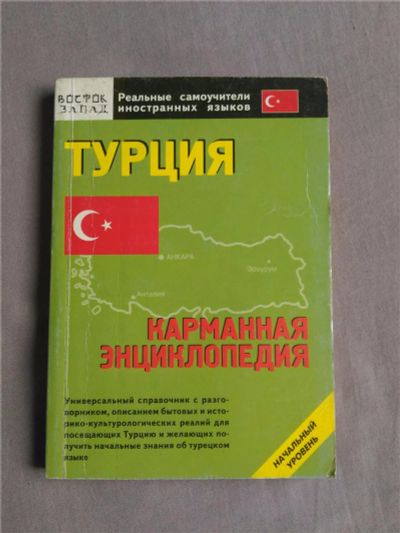 ВОСТОК
ЗАПАД
Реальные самоучители
иностранных языков
ТУРЦИЯ
АНКАРА
Эрзурум
Анталия
КАРМАННАЯ
ЭНЦИКЛОПЕДИЯ
Универсальный справочник с разго-
ворником, описанием бытовых и исто-
рико-культурологических реалий для
посещающих Турцию и желающих по-
лучить начальные знания об турецком
языке
НАЧАЛЬНЫЙ
УРОВЕНЬ